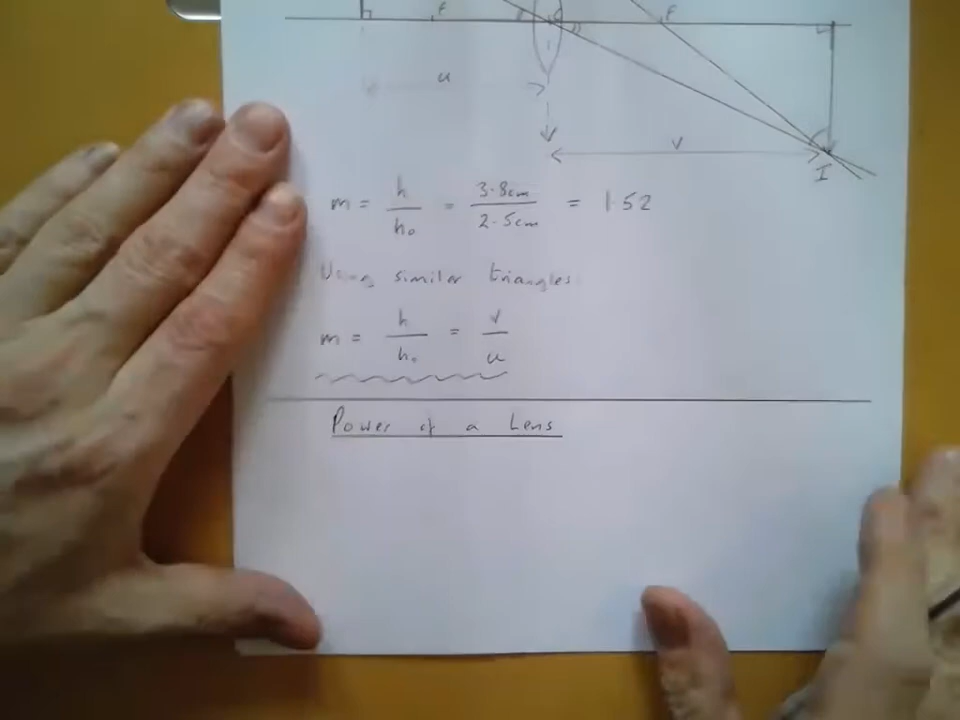 F
F
u
v
I
m = h/h₀ = 3.8cm/2.5cm = 1.52
Using similar triangles
m = h/h₀ = v/u
Power of a Lens